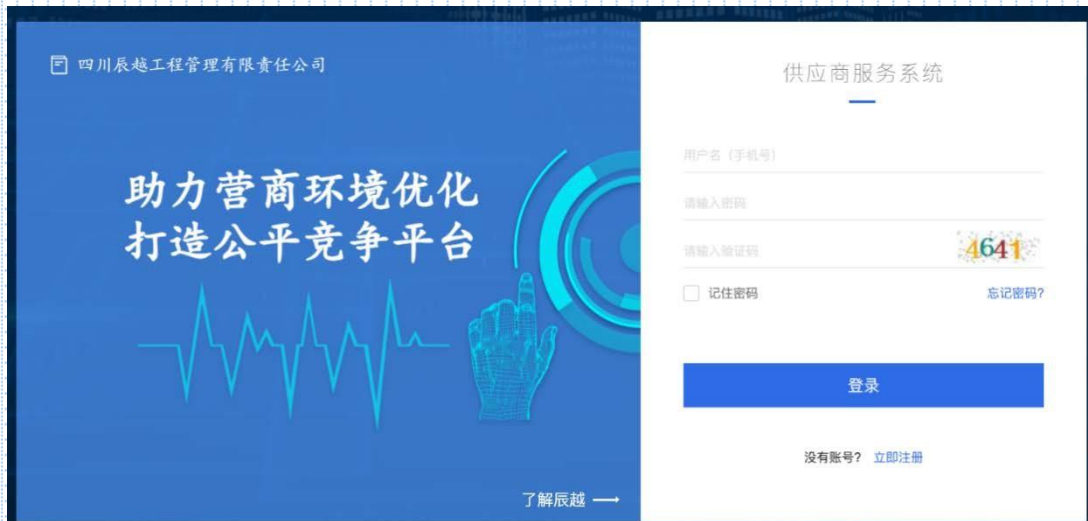 四川辰越工程管理有限责任公司
助力营商环境优化
打造公平竞争平台
了解辰越
供应商服务系统
用户名（手机号）
请输入密码
请输入验证码
4641
记住密码
忘记密码?
登录
没有账号? 立即注册